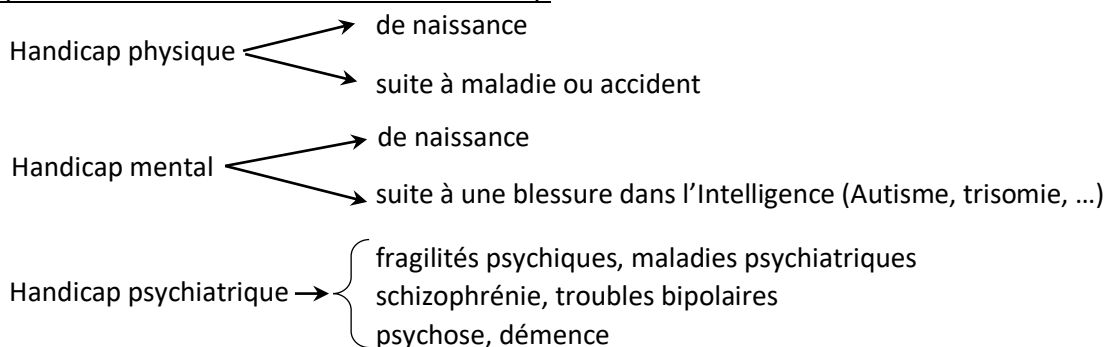 de naissance
Handicap physique
suite à maladie ou accident
de naissance
Handicap mental
suite à une blessure dans l’Intelligence (Autisme, trisomie, …)
fragilités psychiques, maladies psychiatriques
Handicap psychiatrique
schizophrénie, troubles bipolaires
psychose, démence